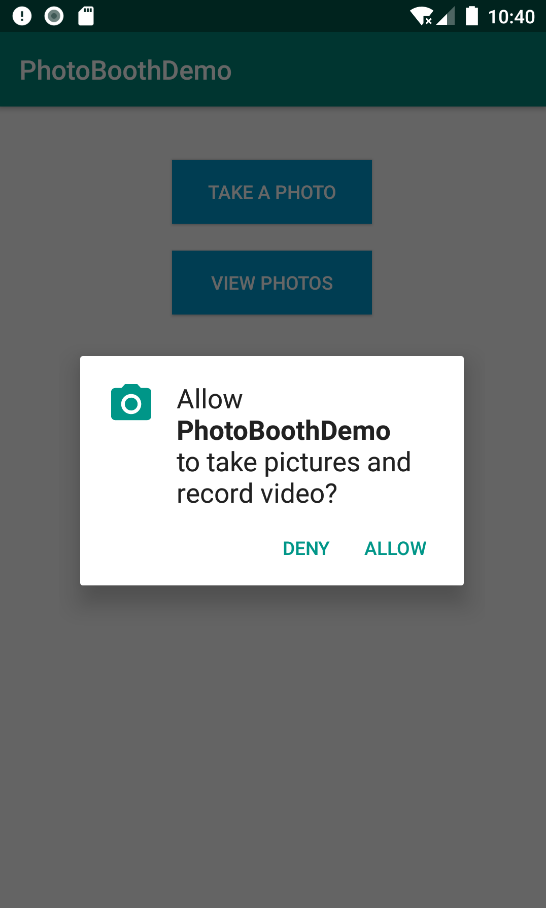 10:40
PhotoBoothDemo
TAKE A PHOTO
VIEW PHOTOS
Allow
PhotoBoothDemo
to take pictures and
record video?
DENY ALLOW